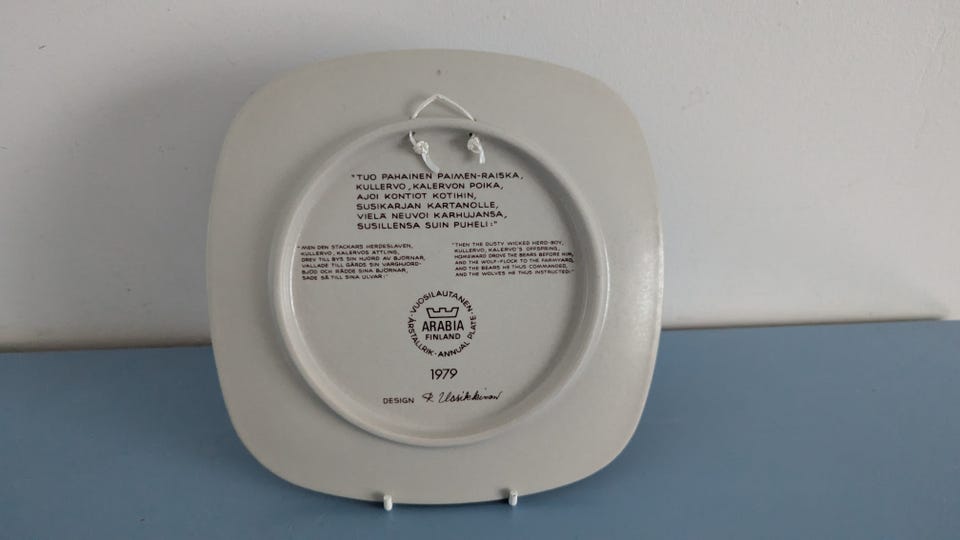 "TUO PAHAINEN PAIMEN-RAISKA,
KULLERVO, KALERVON POIKA,
AJOI KONTIOT KOTIHIN,
SUSIKARJAN KARTANOLLE,
VIELÄ NEUVOI KARHUJANSA,
SUSILLENSA SUIN PUHELI:"
"MEN DEN STACKARS HERDESLAVEN,
KULLERVO, KALERVOS ÄTTLING,
DREV TILL BYS SIN HJORD AV BJÖRNAR,
VALLADE TILL GÅRDS SIN VARGHJORD-
BJÖD OCH RÅDDE SINA BJÖRNAR,
SADE SÅ TILL SINA ULVAR:"
"THEN THE DUSTY WICKED HERD-BOY,
KULLERVO, KALERVO'S OFFSPRING,
HOMEWARD DROVE THE BEARS BEFORE HIM,
AND THE WOLF-FLOCK TO THE FARMYARD,
AND THE BEARS HE THUS COMMANDED,
AND THE WOLVES HE THUS INSTRUCTED:"
VUOSILAUTANEN·
ARABIA
FINLAND
ÅRSTALLRIK·ANNUAL PLATE·
1979
DESIGN R. Uosikkinen